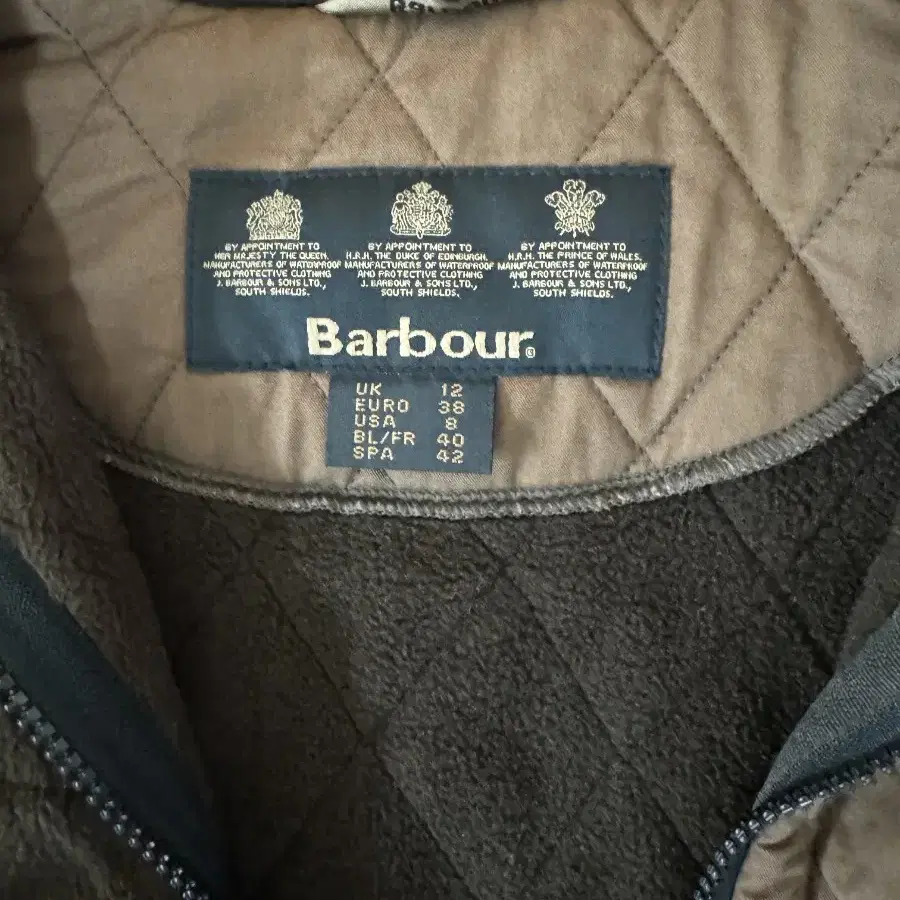 BY APPOINTMENT TO
HER MAJESTY THE QUEEN,
MANUFACTURERS OF WATERPROOF
AND PROTECTIVE CLOTHING
J. BARBOUR & SONS LTD.,
SOUTH SHIELDS.
BY APPOINTMENT TO
H.R.H. THE DUKE OF EDINBURGH,
MANUFACTURERS OF WATERPROOF
AND PROTECTIVE CLOTHING
J. BARBOUR & SONS LTD.,
SOUTH SHIELDS.
BY APPOINTMENT TO
H.R.H. THE PRINCE OF WALES,
MANUFACTURERS OF WATERPROOF
AND PROTECTIVE CLOTHING
J. BARBOUR & SONS LTD.,
SOUTH SHIELDS.
Barbour®
UK 12
EURO 38
USA 8
BL/FR 40
SPA 42